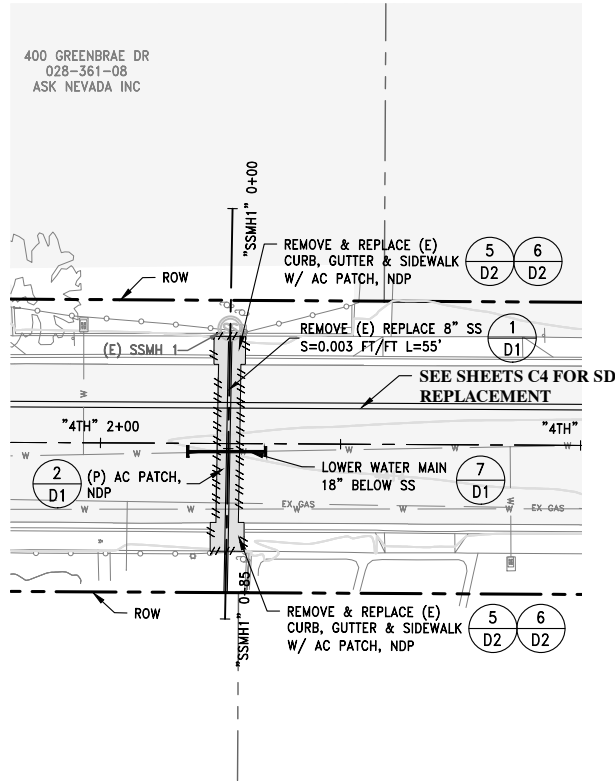 400 GREENBRAE DR
028-361-08
ASK NEVADA INC
"SSMH1" 0+00
REMOVE & REPLACE (E)
CURB, GUTTER & SIDEWALK
W/ AC PATCH, NDP
5
D2
6
D2
ROW
(E) SSMH 1
REMOVE (E) REPLACE 8" SS
S=0.003 FT/FT L=55'
1
D1
SEE SHEETS C4 FOR SD
REPLACEMENT
"4TH" 2+00
"4TH"
W
W
W
W
W
W
2
D1
(P) AC PATCH,
NDP
LOWER WATER MAIN
18" BELOW SS
7
D1
W
W
EX GAS
W
W
W
EX GAS
W
ROW
"SSMH1" 0+85
REMOVE & REPLACE (E)
CURB, GUTTER & SIDEWALK
W/ AC PATCH, NDP
5
D2
6
D2